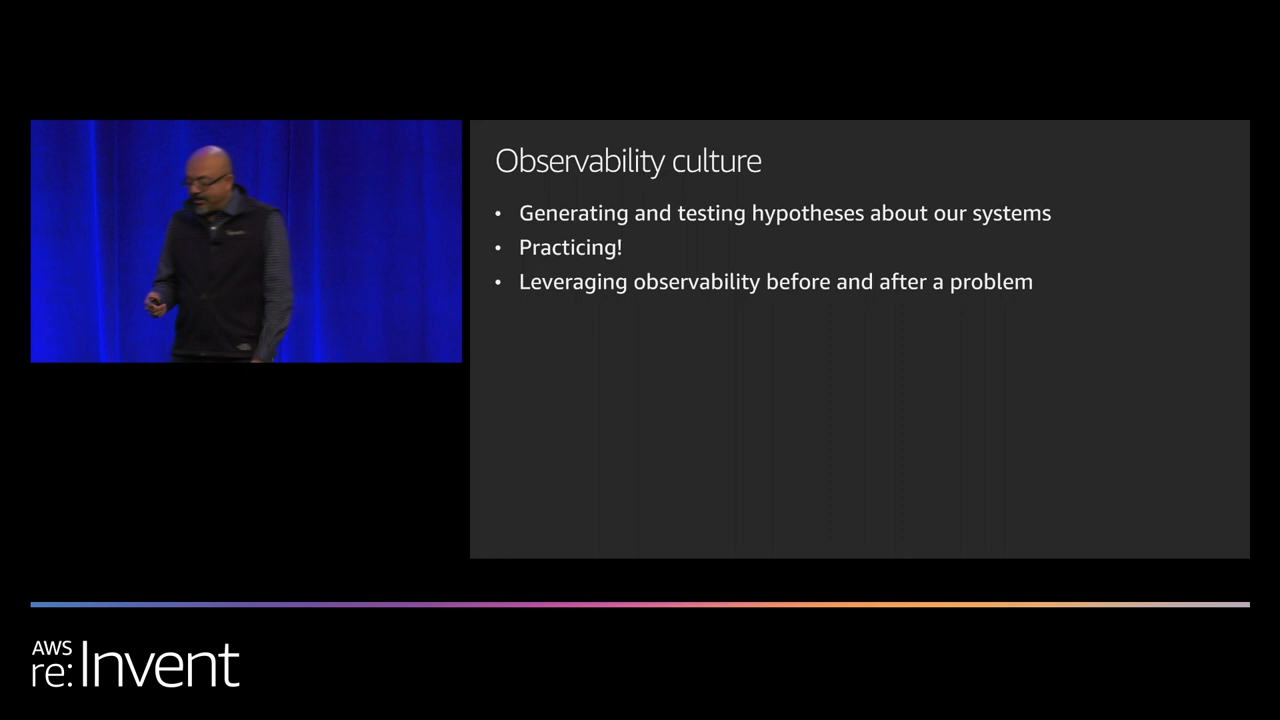 Observability culture
• Generating and testing hypotheses about our systems
• Practicing!
• Leveraging observability before and after a problem
AWS
re:Invent